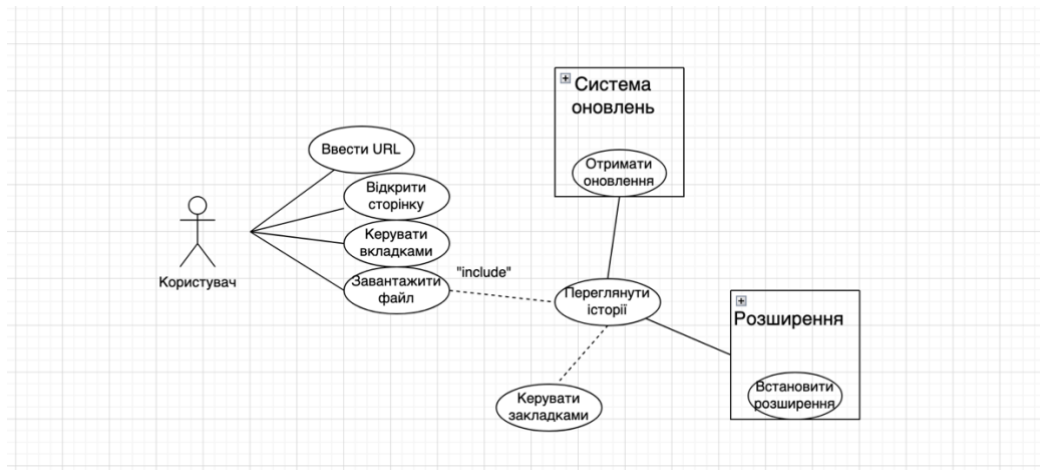 Система
оновлень
Ввести URL
Отримати
оновлення
Відкрити
сторінку
Керувати
вкладками
Користувач
Завантажити
файл
"include"
Переглянути
історії
Розширення
Керувати
закладками
Встановити
розширення